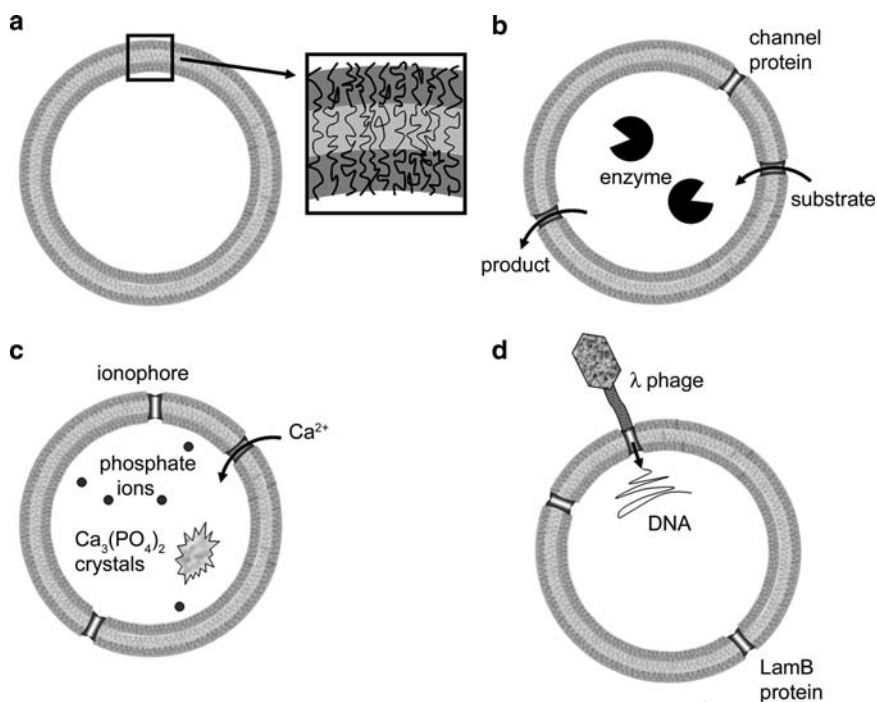 a
b
channel
protein
enzyme
substrate
product
c
ionophore
Ca²⁺
phosphate
ions
Ca₃(PO₄)₂
crystals
d
λ phage
DNA
LamB
protein